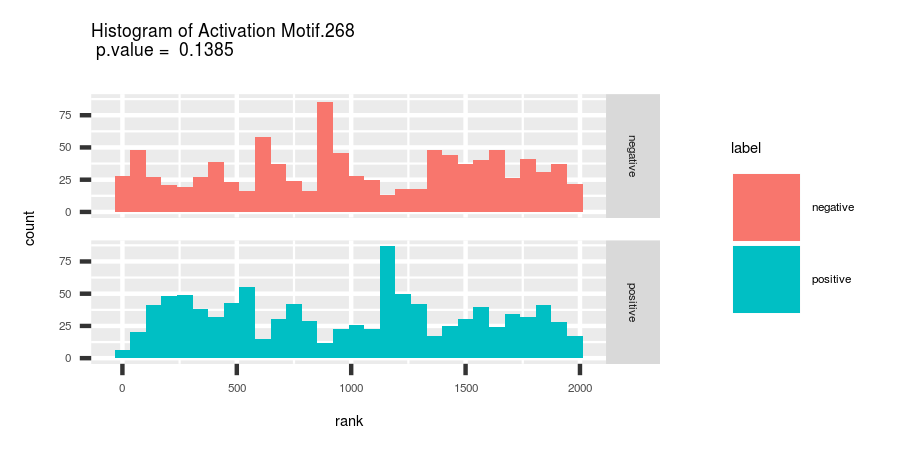 Histogram of Activation Motif.268
p.value =  0.1385
count
75
50
25
0
negative
75
50
25
0
positive
0 500 1000 1500 2000
rank
label
negative
positive